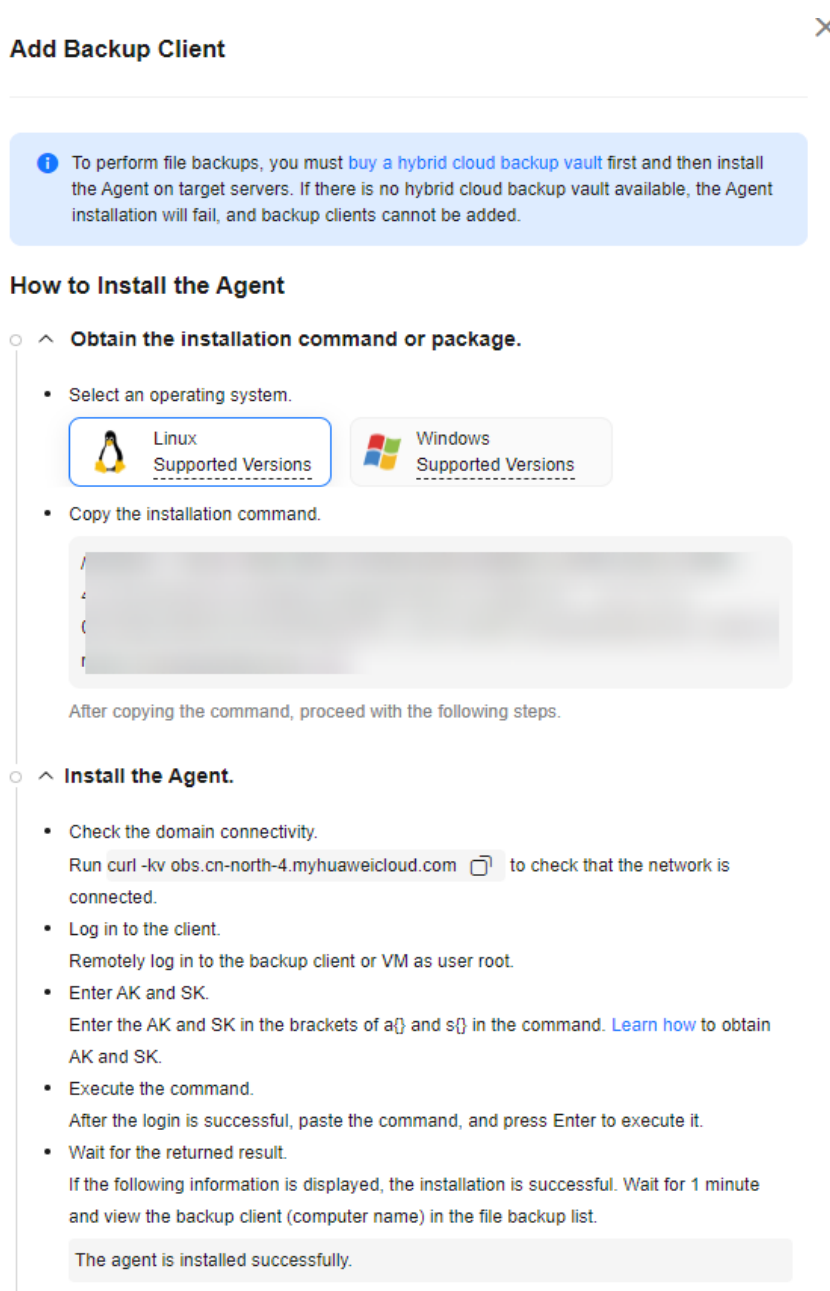 Add Backup Client
To perform file backups, you must buy a hybrid cloud backup vault first and then install
the Agent on target servers. If there is no hybrid cloud backup vault available, the Agent
installation will fail, and backup clients cannot be added.
How to Install the Agent
Obtain the installation command or package.
Select an operating system.
Linux
Supported Versions
Windows
Supported Versions
Copy the installation command.
After copying the command, proceed with the following steps.
Install the Agent.
Check the domain connectivity.
Run curl -kv obs.cn-north-4.myhuaweicloud.com to check that the network is
connected.
Log in to the client.
Remotely log in to the backup client or VM as user root.
Enter AK and SK.
Enter the AK and SK in the brackets of a{} and s{} in the command. Learn how to obtain
AK and SK.
Execute the command.
After the login is successful, paste the command, and press Enter to execute it.
Wait for the returned result.
If the following information is displayed, the installation is successful. Wait for 1 minute
and view the backup client (computer name) in the file backup list.
The agent is installed successfully.